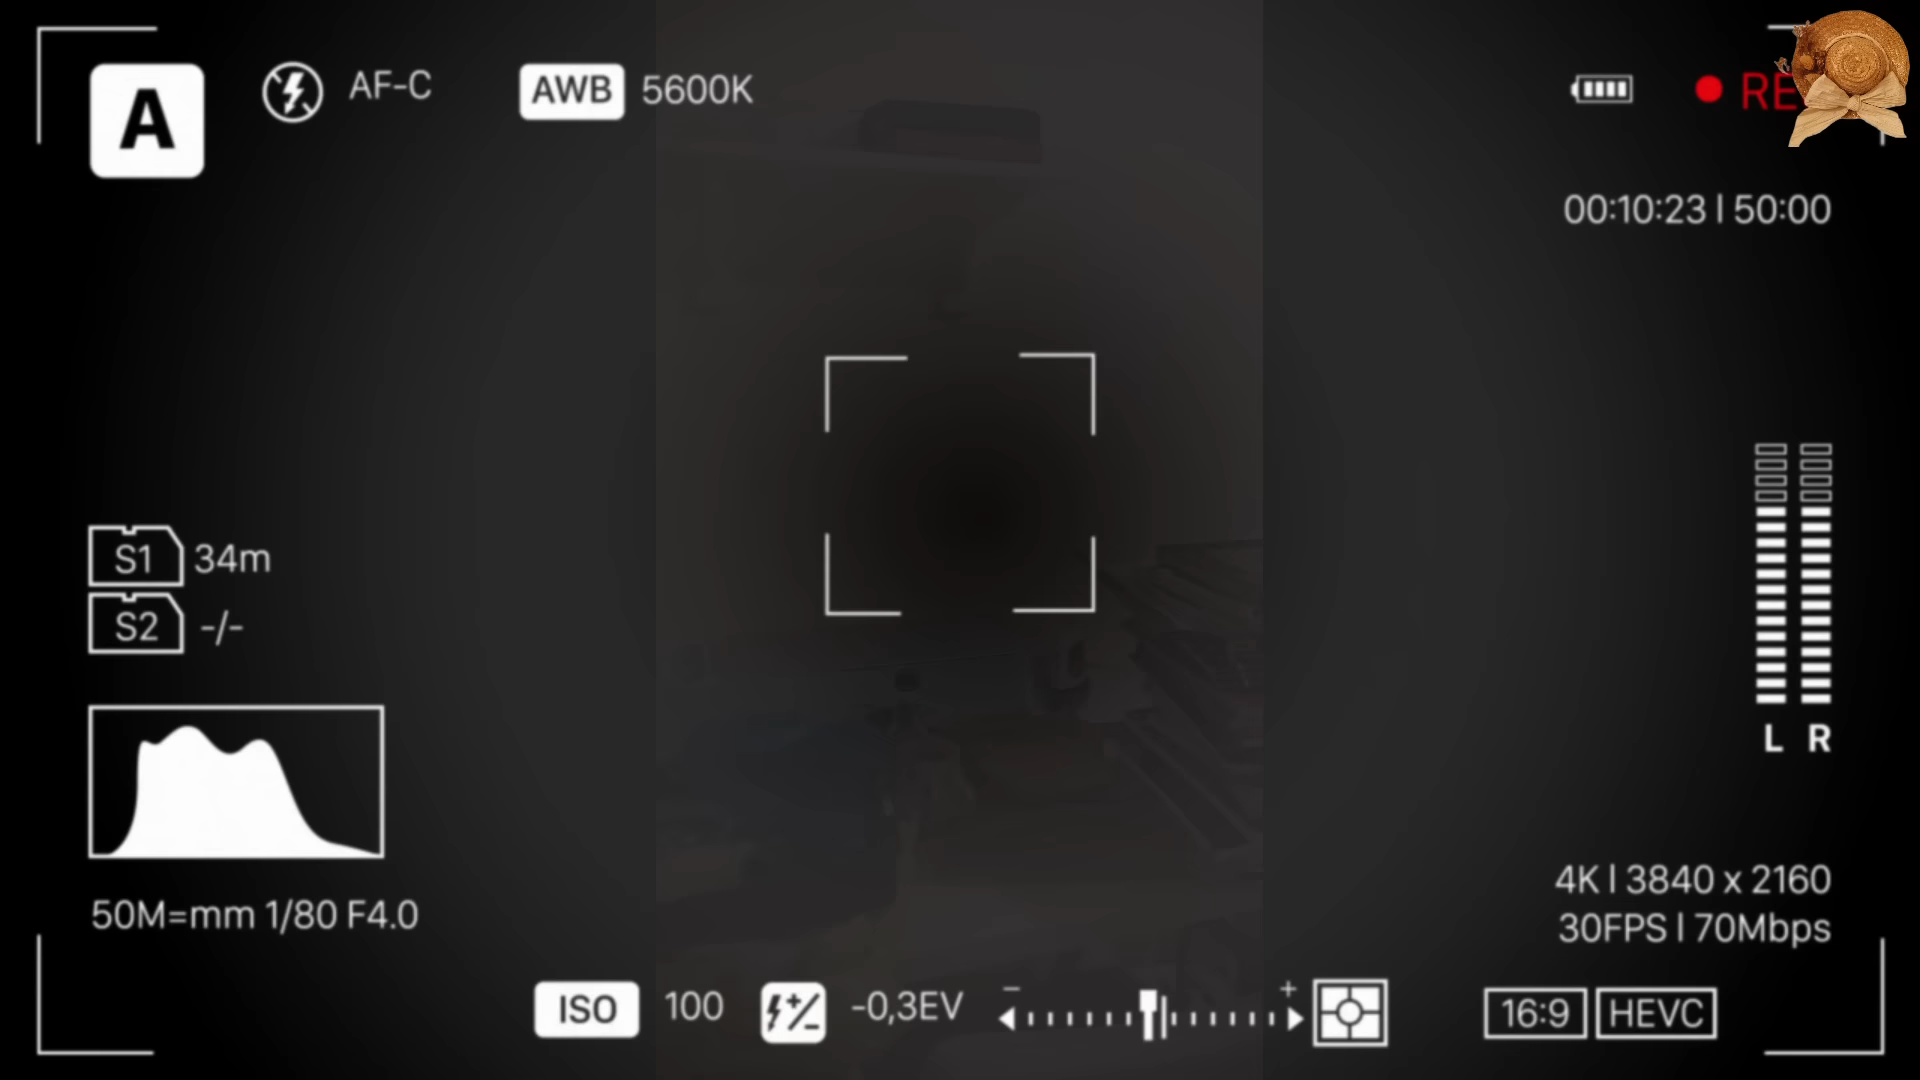 A
AF-C
AWB 5600K
RE
00:10:23 | 50:00
S1 34m
S2 -/-
L R
50M=mm 1/80 F4.0
4K | 3840 x 2160
30FPS | 70Mbps
ISO 100
-0,3EV
- +
16:9 HEVC